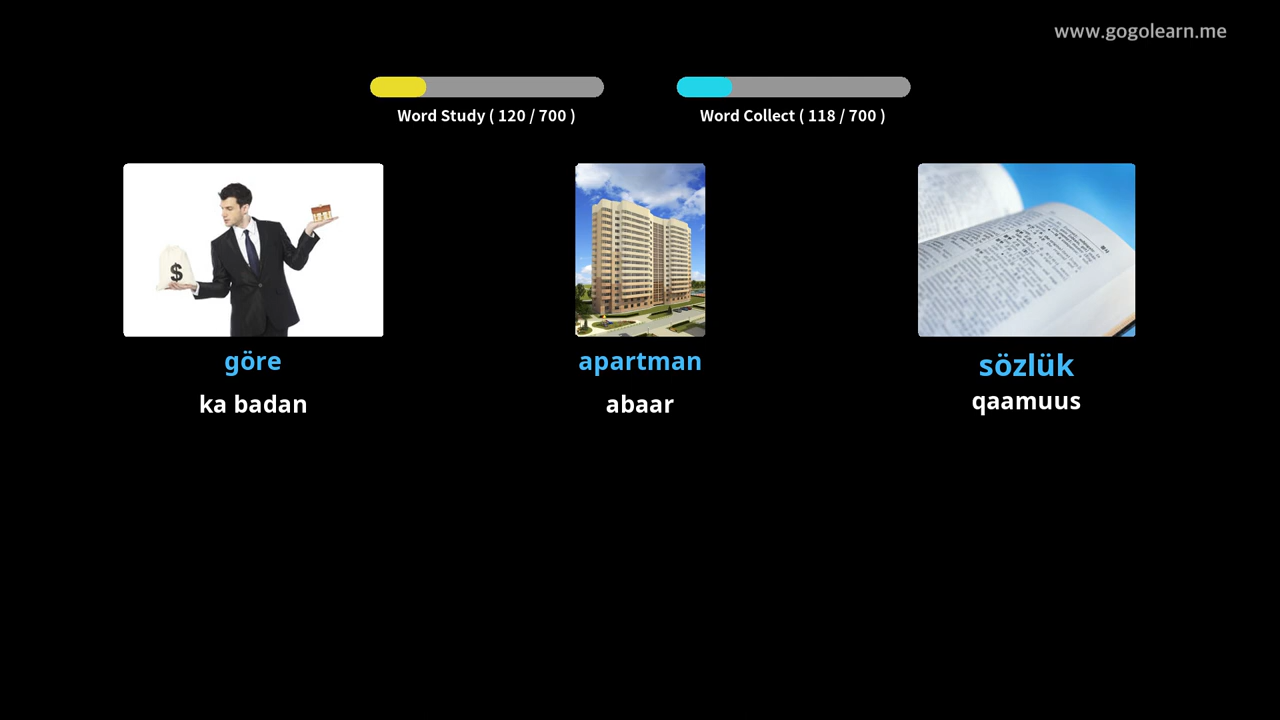 www.gogolearn.me
Word Study ( 120 / 700 )
Word Collect ( 118 / 700 )
$
göre
apartman
sözlük
ka badan
abaar
qaamuus